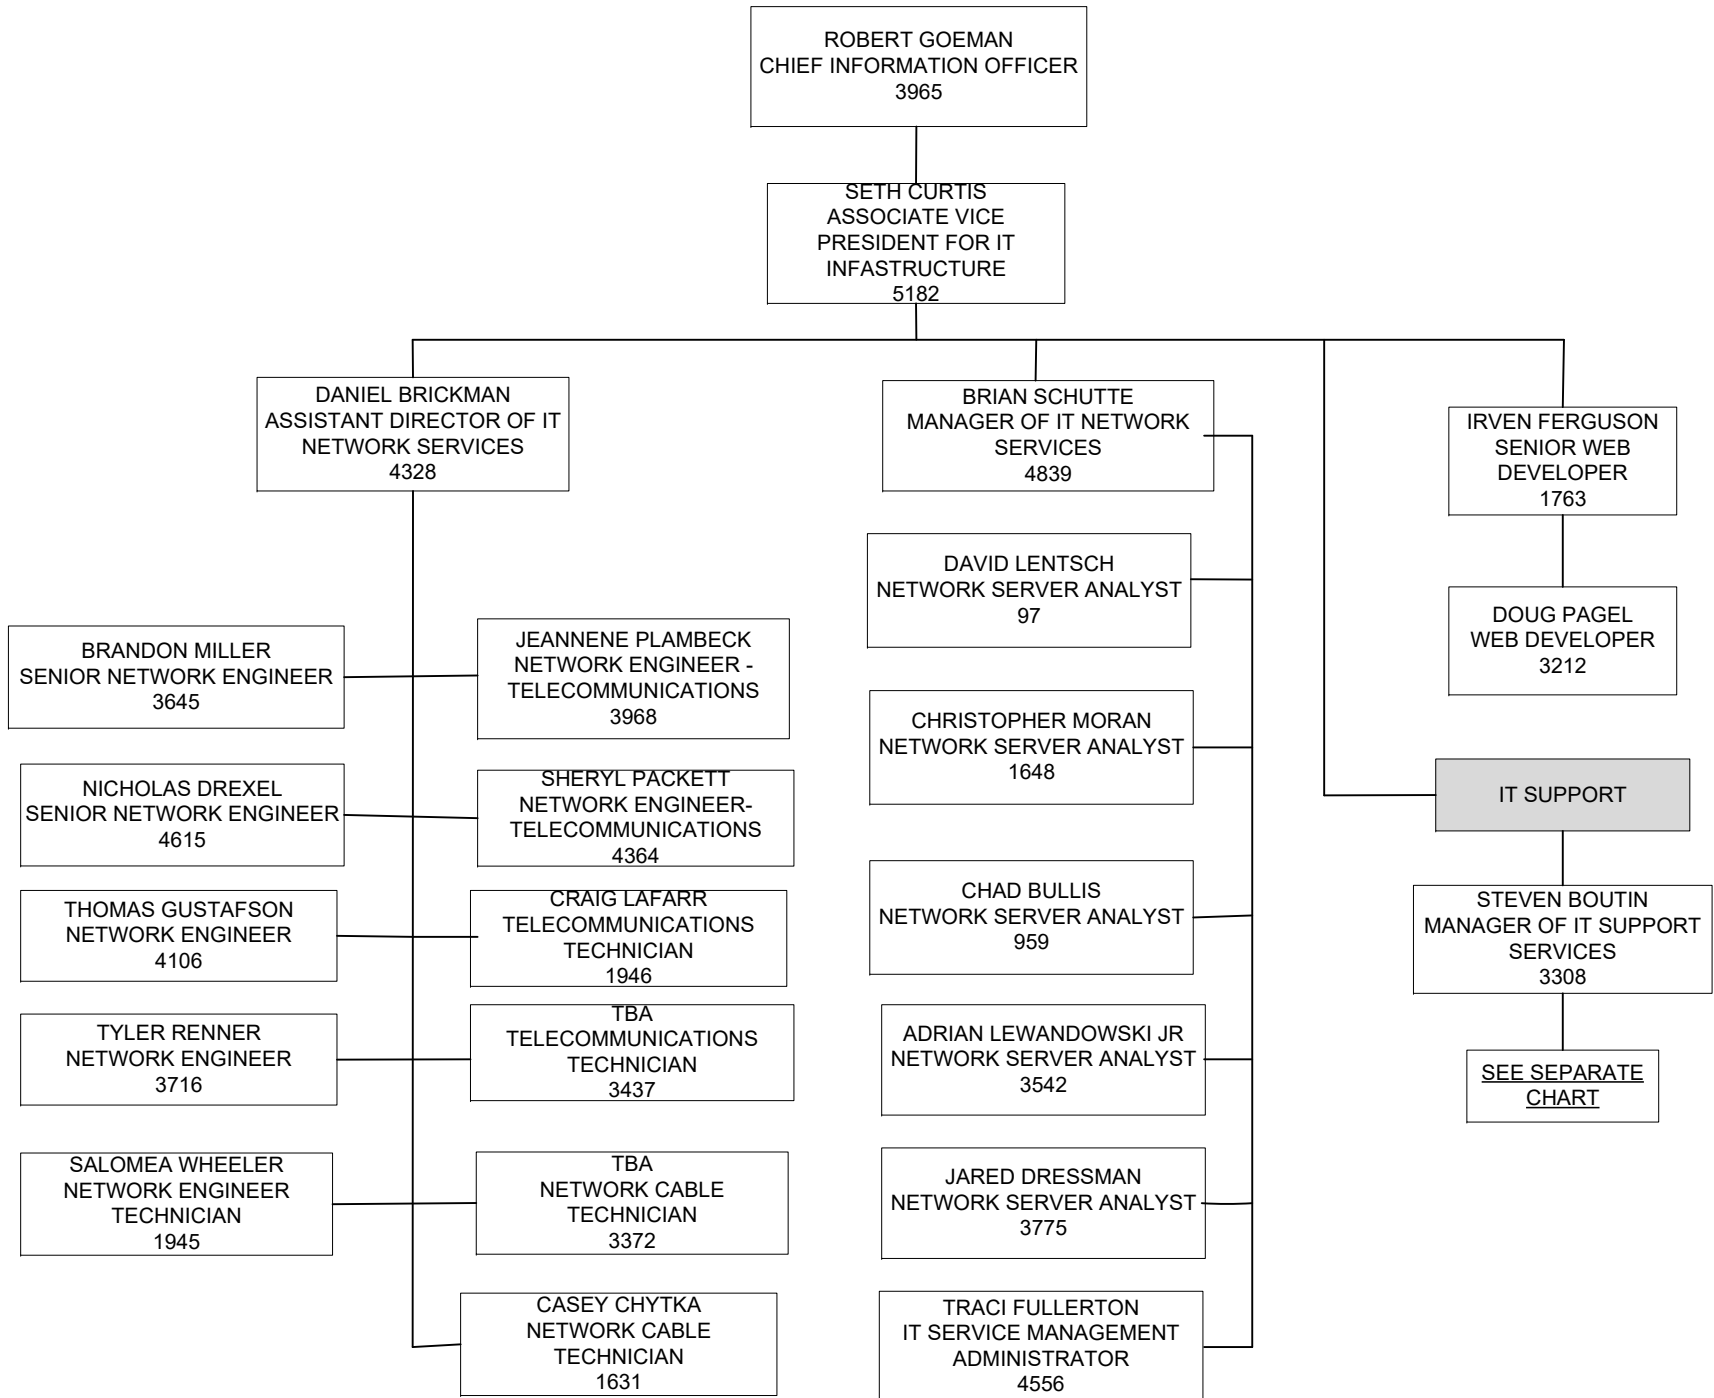 ROBERT GOEMAN
CHIEF INFORMATION OFFICER
3965
SETH CURTIS
ASSOCIATE VICE
PRESIDENT FOR IT
INFASTRUCTURE
5182
DANIEL BRICKMAN
ASSISTANT DIRECTOR OF IT
NETWORK SERVICES
4328
BRANDON MILLER
SENIOR NETWORK ENGINEER
3645
JEANNENE PLAMBECK
NETWORK ENGINEER -
TELECOMMUNICATIONS
3968
NICHOLAS DREXEL
SENIOR NETWORK ENGINEER
4615
SHERYL PACKETT
NETWORK ENGINEER-
TELECOMMUNICATIONS
4364
THOMAS GUSTAFSON
NETWORK ENGINEER
4106
CRAIG LAFARR
TELECOMMUNICATIONS
TECHNICIAN
1946
TYLER RENNER
NETWORK ENGINEER
3716
TBA
TELECOMMUNICATIONS
TECHNICIAN
3437
SALOMEA WHEELER
NETWORK ENGINEER
TECHNICIAN
1945
TBA
NETWORK CABLE
TECHNICIAN
3372
CASEY CHYTKA
NETWORK CABLE
TECHNICIAN
1631
BRIAN SCHUTTE
MANAGER OF IT NETWORK
SERVICES
4839
DAVID LENTSCH
NETWORK SERVER ANALYST
97
CHRISTOPHER MORAN
NETWORK SERVER ANALYST
1648
CHAD BULLIS
NETWORK SERVER ANALYST
959
ADRIAN LEWANDOWSKI JR
NETWORK SERVER ANALYST
3542
JARED DRESSMAN
NETWORK SERVER ANALYST
3775
TRACI FULLERTON
IT SERVICE MANAGEMENT
ADMINISTRATOR
4556
IRVEN FERGUSON
SENIOR WEB
DEVELOPER
1763
DOUG PAGEL
WEB DEVELOPER
3212
IT SUPPORT
STEVEN BOUTIN
MANAGER OF IT SUPPORT
SERVICES
3308
SEE SEPARATE
CHART